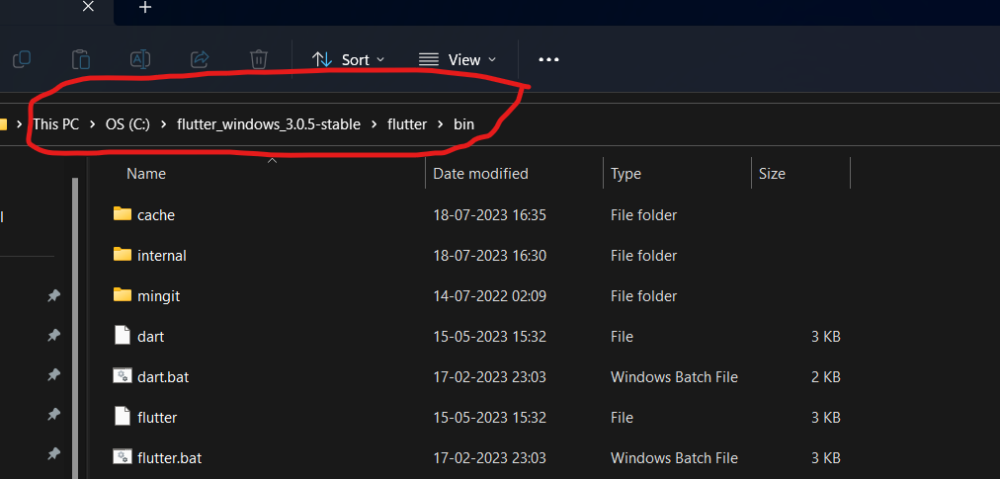 Sort View
This PC > OS (C:) > flutter_windows_3.0.5-stable > flutter > bin
Name Date modified Type Size
cache 18-07-2023 16:35 File folder
internal 18-07-2023 16:30 File folder
mingit 14-07-2022 02:09 File folder
dart 15-05-2023 15:32 File 3 KB
dart.bat 17-02-2023 23:03 Windows Batch File 2 KB
flutter 15-05-2023 15:32 File 3 KB
flutter.bat 17-02-2023 23:03 Windows Batch File 3 KB